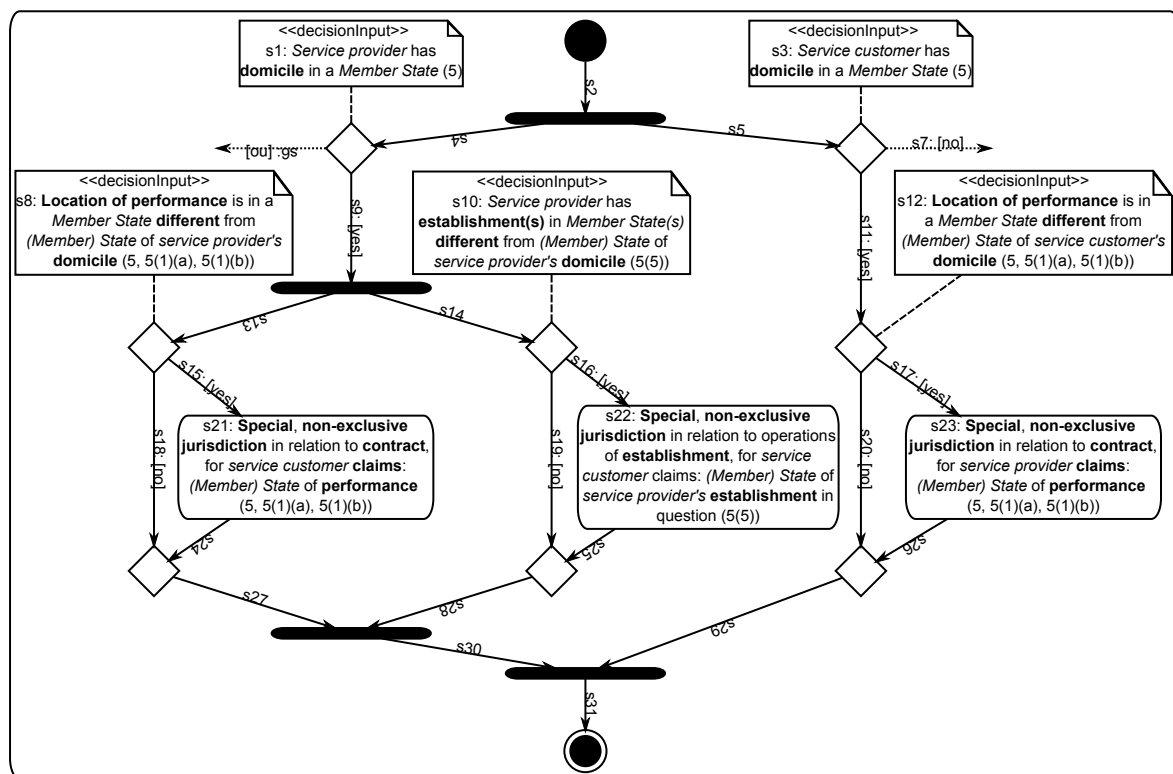 <<decisionInput>>
s1: Service provider has
domicile in a Member State (5)
<<decisionInput>>
s3: Service customer has
domicile in a Member State (5)
s2
s4
s5
s6: [no]
s7: [no]
<<decisionInput>>
s8: Location of performance is in a
Member State different from
(Member) State of service provider's
domicile (5, 5(1)(a), 5(1)(b))
s9: [yes]
<<decisionInput>>
s10: Service provider has
establishment(s) in Member State(s)
different from (Member) State of
service provider's domicile (5(5))
s11: [yes]
<<decisionInput>>
s12: Location of performance is in
a Member State different from
(Member) State of service customer's
domicile (5, 5(1)(a), 5(1)(b))
s13
s14
s15: [yes]
s16: [yes]
s17: [yes]
s18: [no]
s21: Special, non-exclusive
jurisdiction in relation to contract,
for service customer claims:
(Member) State of performance
(5, 5(1)(a), 5(1)(b))
s19: [no]
s22: Special, non-exclusive
jurisdiction in relation to operations
of establishment, for service
customer claims: (Member) State of
service provider's establishment in
question (5(5))
s20: [no]
s23: Special, non-exclusive
jurisdiction in relation to contract,
for service provider claims:
(Member) State of performance
(5, 5(1)(a), 5(1)(b))
s24
s25
s26
s27
s28
s29
s30
s31